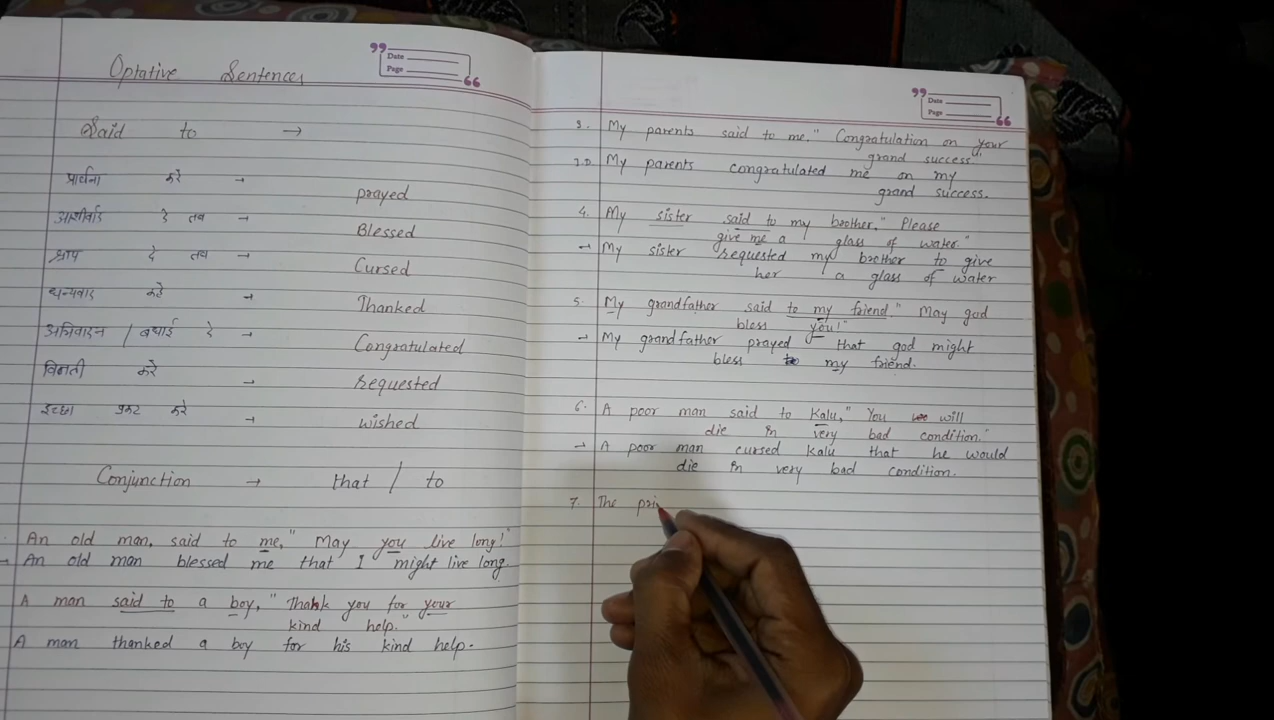 Optative Sentences
Date
Page
Said to →
प्रार्थना करे → prayed
आशीर्वाद दे तब → Blessed
श्राप दे तब → Cursed
धन्यवाद कहे → Thanked
अभिवादन / बधाई दे → Congratulated
विनती करे → requested
इच्छा प्रकट करे → wished
Conjunction → that / to
An old man, said to me, " May you live long!"
→ An old man blessed me that I might live long.
A man said to a boy, " Thank you for your
kind help."
A man thanked a boy for his kind help.
Date
Page
3. My parents said to me." Congratulation on your
grand success"
My parents congratulated me on my
grand success.
4. My sister said to my brother." Please
give me a glass of water."
→ My sister requested my brother to give
her a glass of water
5. My grandfather said to my friend" May god
bless you!"
→ My grandfather prayed that god might
bless my friend.
6. A poor man said to Kalu," You will
die in very bad condition."
→ A poor man cursed Kalu that he would
die in very bad condition.
7. The pri